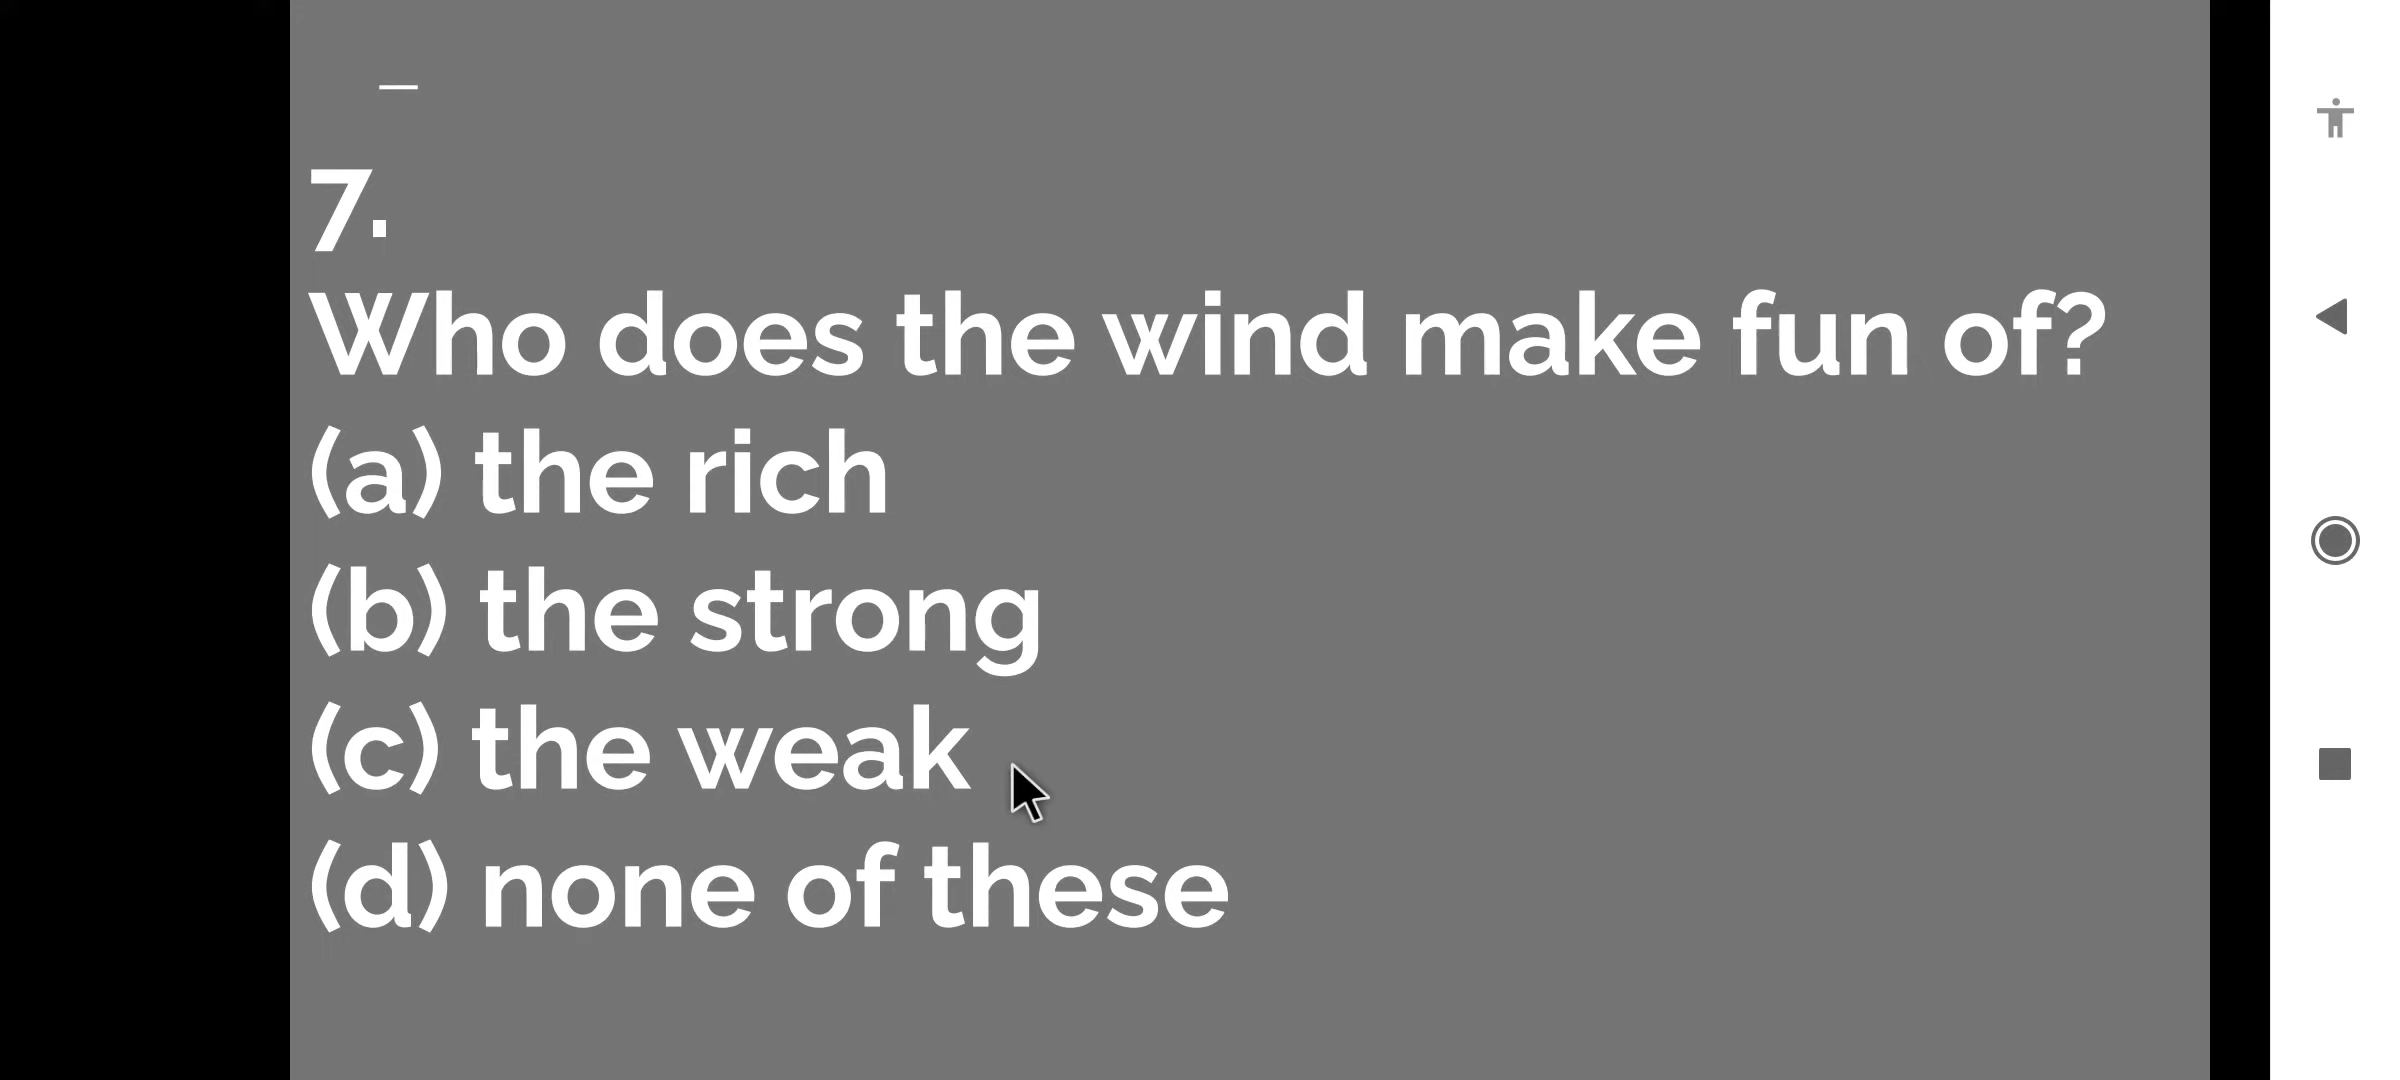 7.
Who does the wind make fun of?
(a) the rich
(b) the strong
(c) the weak
(d) none of these